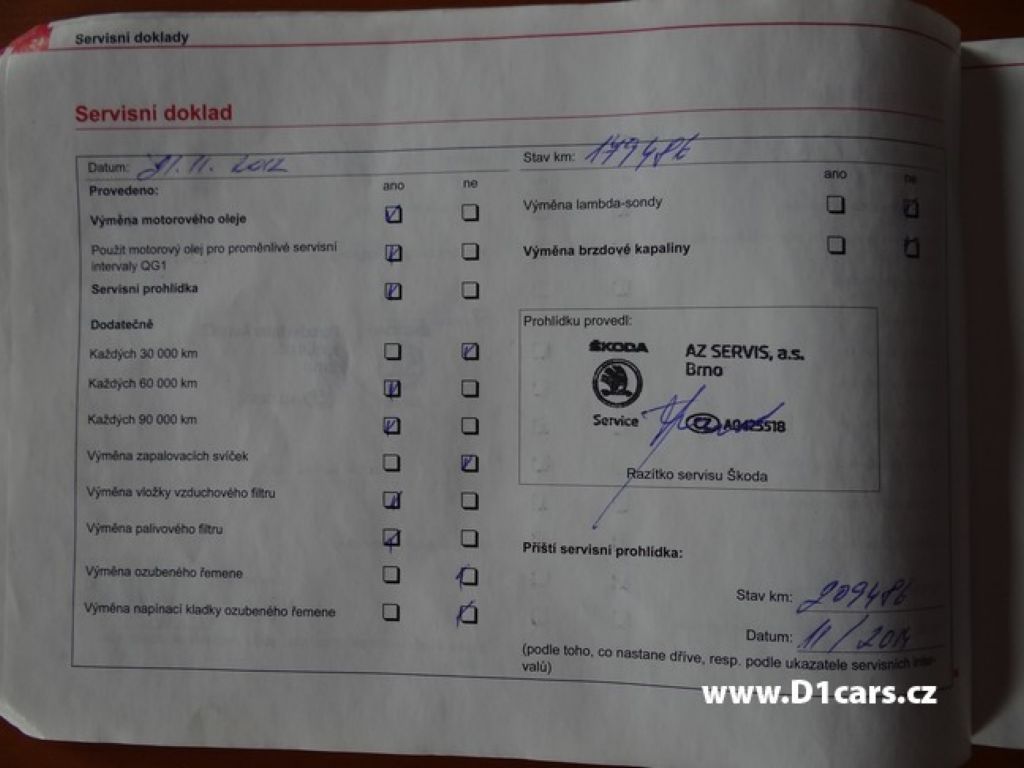 Servisní doklady
Servisní doklad
Datum: 21.11.2012
Stav km: 179486
Provedeno:
ano
ne
ano
ne
Výměna motorového oleje
Použit motorový olej pro proměnlivé servisní
intervaly QG1
Servisní prohlídka
Dodatečně
Každých 30 000 km
Každých 60 000 km
Každých 90 000 km
Výměna zapalovacích svíček
Výměna vložky vzduchového filtru
Výměna palivového filtru
Výměna ozubeného řemene
Výměna napínací kladky ozubeného řemene
Výměna lambda-sondy
Výměna brzdové kapaliny
Prohlídku provedl:
ŠKODA
Service
AZ SERVIS, a.s.
Brno
CZ A0425518
Razítko servisu Škoda
Příští servisní prohlídka:
Stav km: 209486
Datum: 11/2014
(podle toho, co nastane dříve, resp. podle ukazatele servisních inter-
valů)
www.D1cars.cz